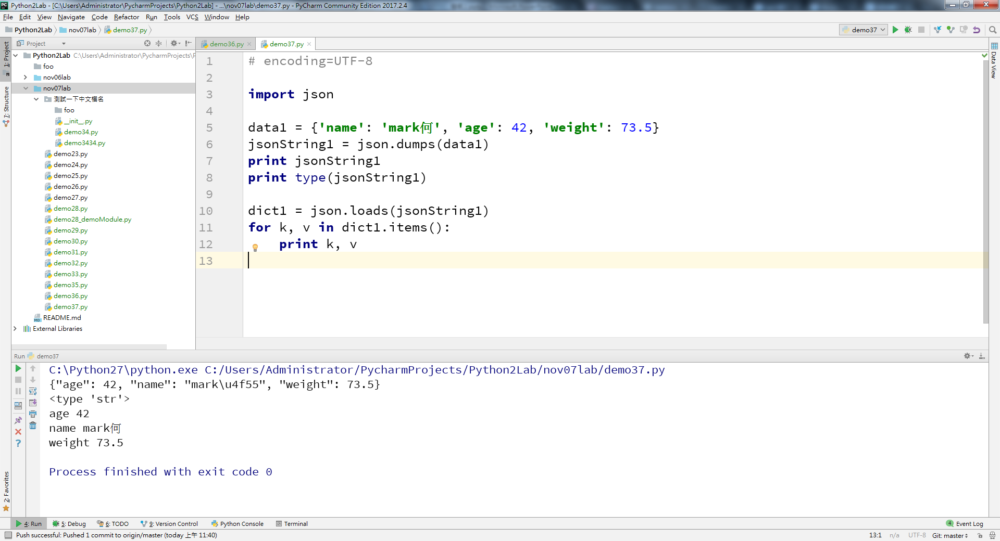 Python2Lab - [C:\Users\Administrator\PycharmProjects\Python2Lab] - ...\nov07lab\demo37.py - PyCharm Community Edition 2017.2.4
File Edit View Navigate Code Refactor Run Tools VCS Window Help
Python2Lab nov07lab demo37.py demo37
Project
demo36.py demo37.py
1: Project
7: Structure
2: Favorites
Data View
Python2Lab C:\Users\Administrator\PycharmProjects\P
foo
nov06lab
nov07lab
測試一下中文檔名
foo
__init__.py
demo34.py
demo3434.py
demo23.py
demo24.py
demo25.py
demo26.py
demo27.py
demo28.py
demo28_demoModule.py
demo29.py
demo30.py
demo31.py
demo32.py
demo33.py
demo35.py
demo36.py
demo37.py
README.md
External Libraries
1 # encoding=UTF-8
2
3 import json
4
5 data1 = {'name': 'mark何', 'age': 42, 'weight': 73.5}
6 jsonString1 = json.dumps(data1)
7 print jsonString1
8 print type(jsonString1)
9
10 dict1 = json.loads(jsonString1)
11 for k, v in dict1.items():
12     print k, v
13
Run demo37
C:\Python27\python.exe C:/Users/Administrator/PycharmProjects/Python2Lab/nov07lab/demo37.py
{"age": 42, "name": "mark\u4f55", "weight": 73.5}
<type 'str'>
age 42
name mark何
weight 73.5
Process finished with exit code 0
4: Run 5: Debug 6: TODO 9: Version Control Python Console Terminal 4 Event Log
Push successful: Pushed 1 commit to origin/master (today 上午 11:40) 13:1 n/a UTF-8 Git: master